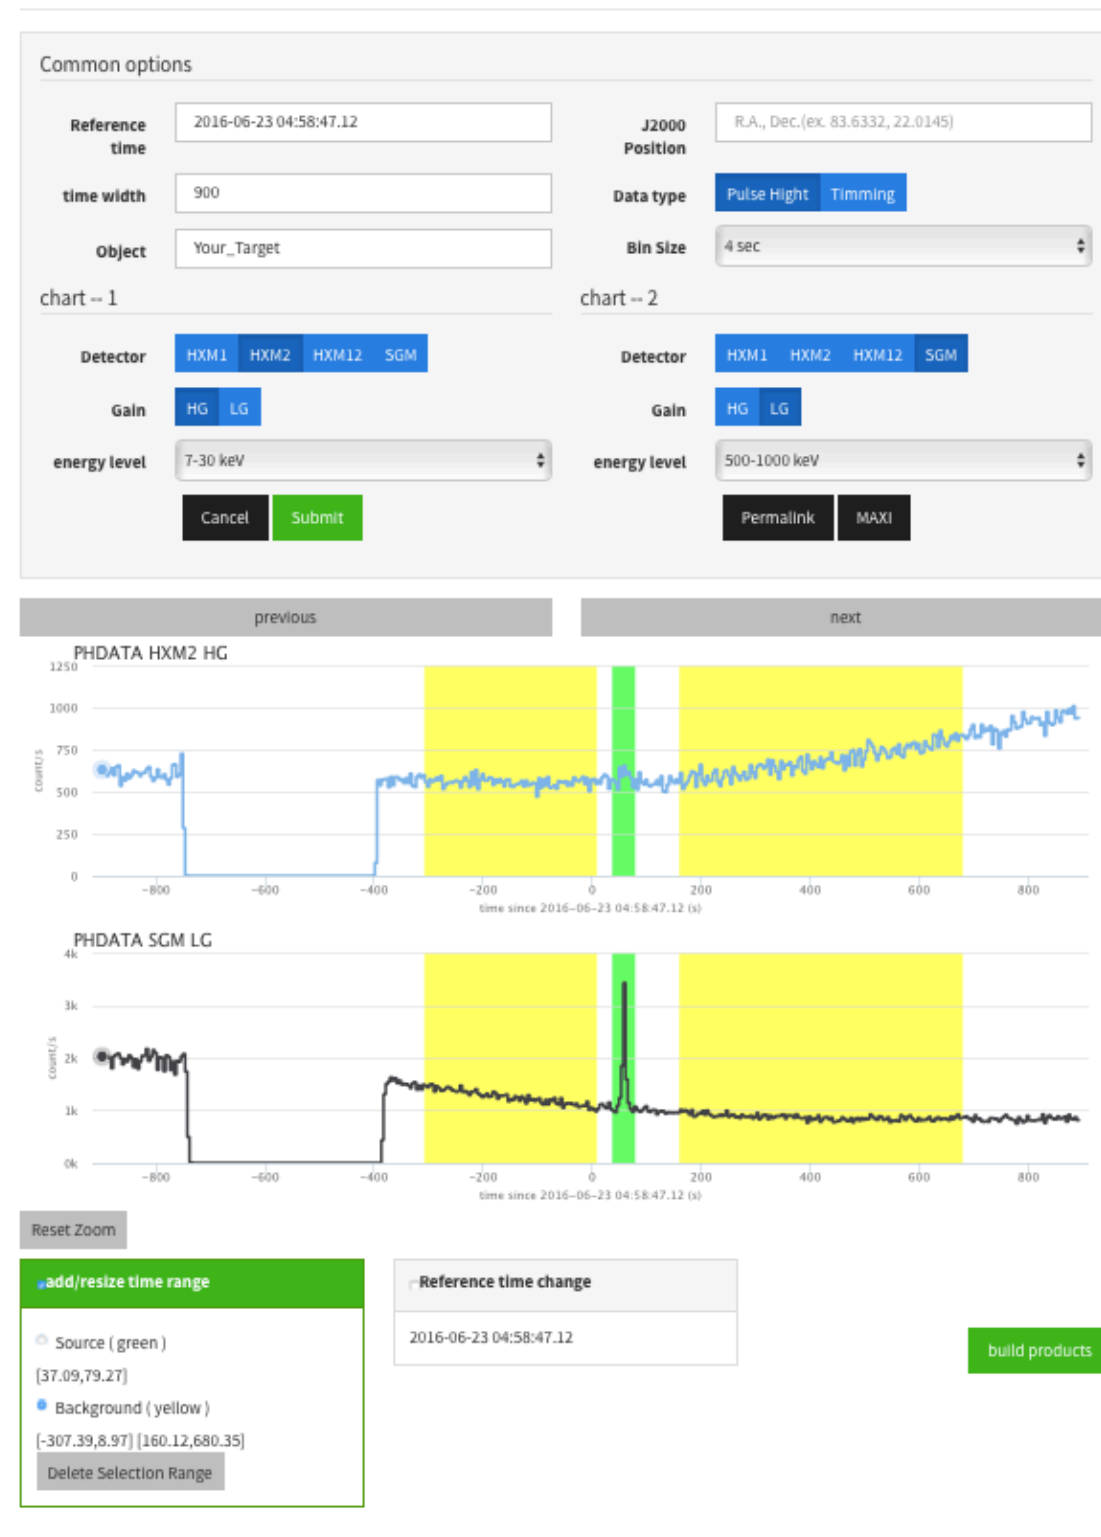 Common options
Reference time
2016-06-23 04:58:47.12
J2000 Position
R.A., Dec.(ex. 83.6332, 22.0145)
time width
900
Data type
Pulse Hight Timming
Object
Your_Target
Bin Size
4 sec
chart -- 1
chart -- 2
Detector
HXM1 HXM2 HXM12 SGM
Detector
HXM1 HXM2 HXM12 SGM
Gain
HG LG
Gain
HG LG
energy level
7-30 keV
energy level
500-1000 keV
Cancel Submit
Permalink MAXI
previous
next
PHDATA HXM2 HG
1250
1000
750
500
250
0
count/s
-800 -600 -400 -200 0 200 400 600 800
time since 2016-06-23 04:58:47.12 (s)
PHDATA SGM LG
4k
3k
2k
1k
0k
count/s
-800 -600 -400 -200 0 200 400 600 800
time since 2016-06-23 04:58:47.12 (s)
Reset Zoom
add/resize time range
Source ( green )
[37.09,79.27]
Background ( yellow )
[-307.39,8.97] [160.12,680.35]
Delete Selection Range
Reference time change
2016-06-23 04:58:47.12
build products